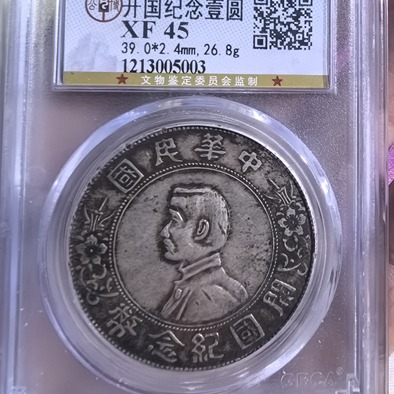 开国纪念壹圆
XF 45
39.0*2.4mm,26.8g
1213005003
★ 文物鉴定委员会监制 ★
國民華中
開國紀念幣